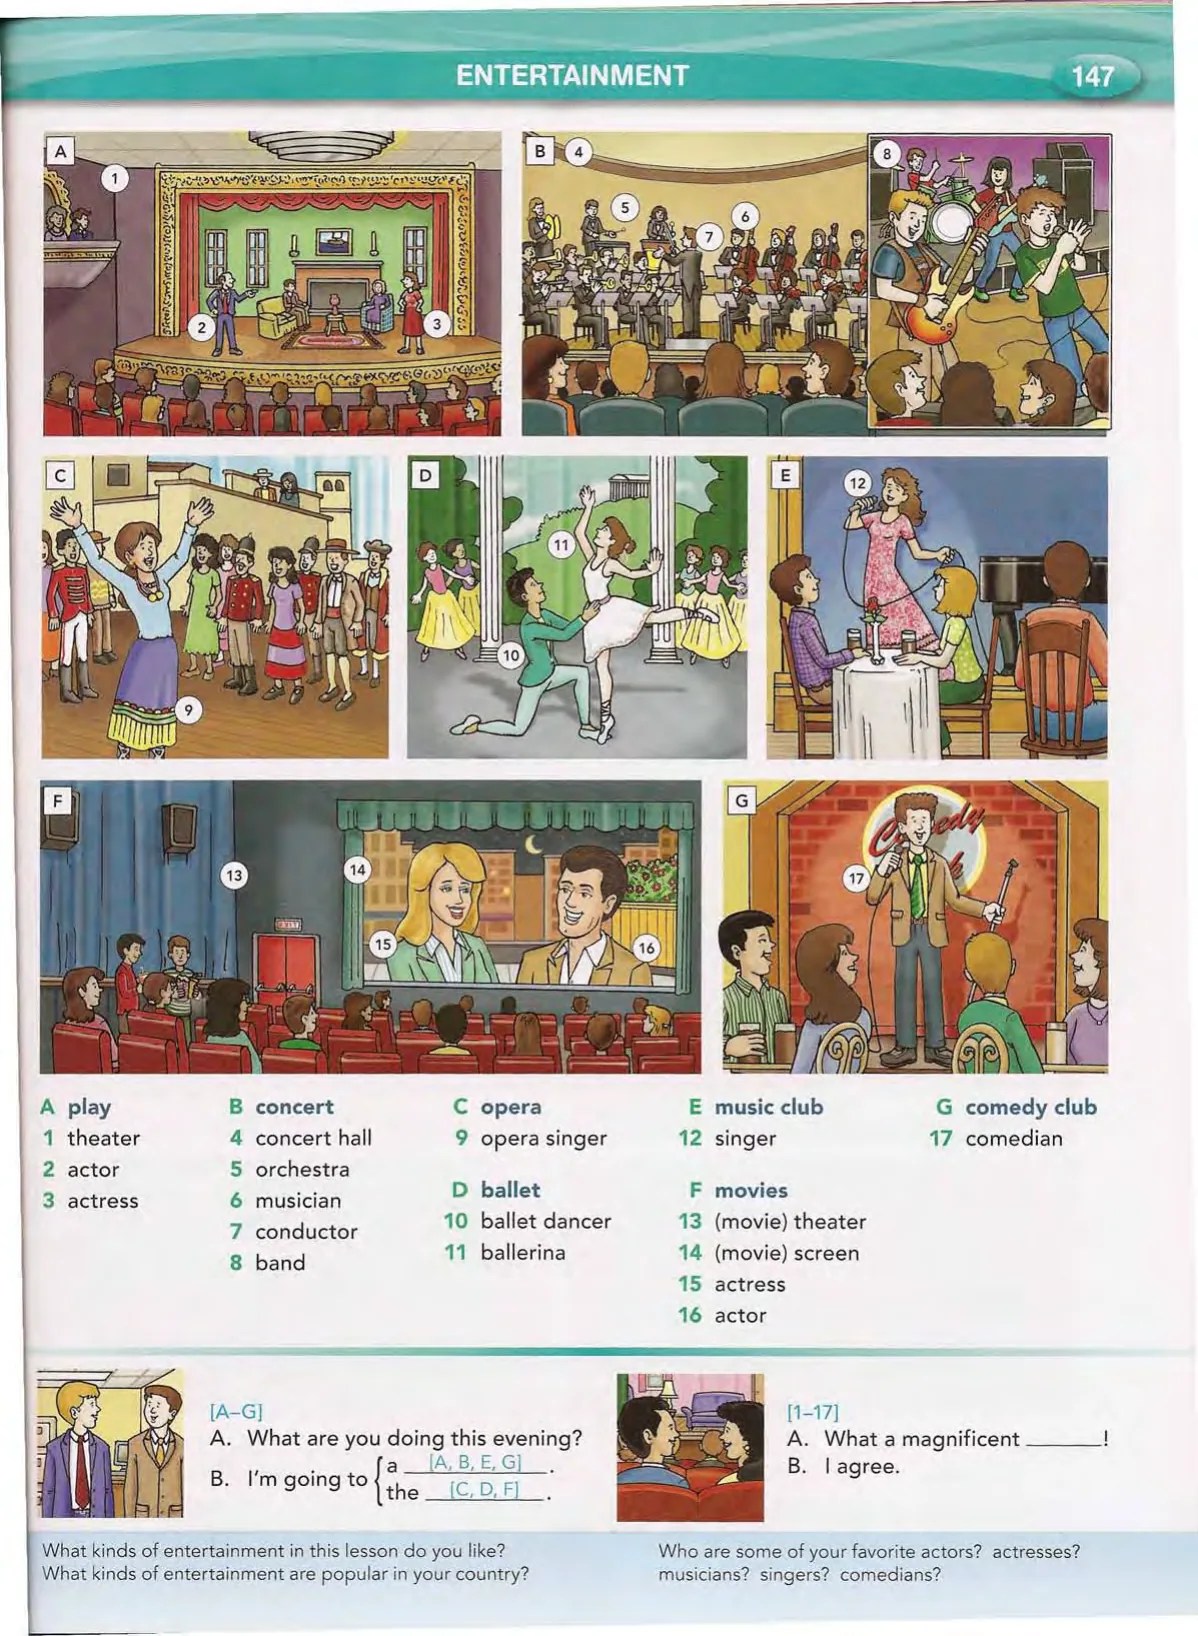 ENTERTAINMENT
147
A
1
2
3
B
4
5
6
7
8
C
9
D
10
11
E
12
F
EXIT
13
14
15
16
G
17
A play
1 theater
2 actor
3 actress
B concert
4 concert hall
5 orchestra
6 musician
7 conductor
8 band
C opera
9 opera singer
D ballet
10 ballet dancer
11 ballerina
E music club
12 singer
F movies
13 (movie) theater
14 (movie) screen
15 actress
16 actor
G comedy club
17 comedian
[A–G]
A. What are you doing this evening?
B. I'm going to { a [A, B, E, G] .
the [C, D, F] .
[1–17]
A. What a magnificent ______!
B. I agree.
What kinds of entertainment in this lesson do you like?
What kinds of entertainment are popular in your country?
Who are some of your favorite actors? actresses?
musicians? singers? comedians?